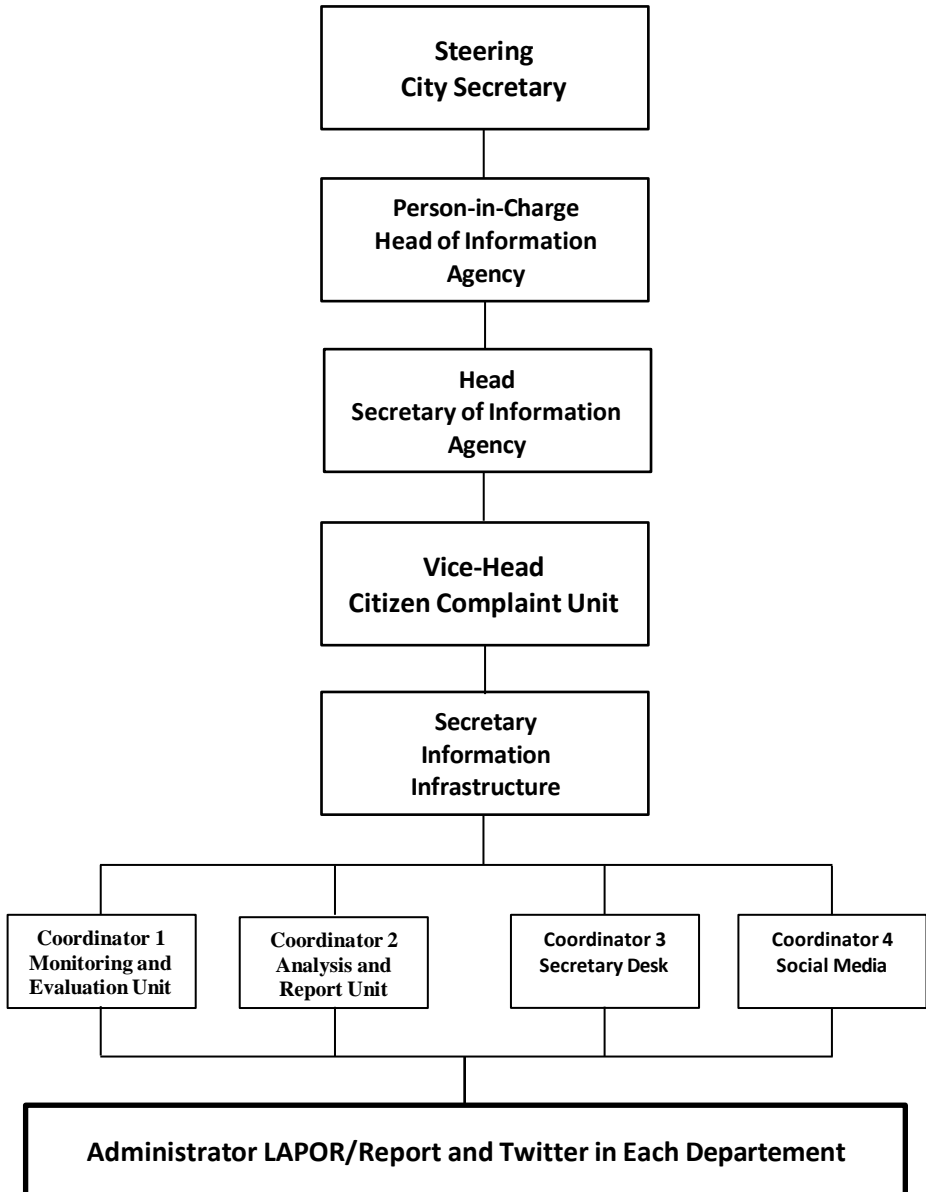 Steering
City Secretary
Person-in-Charge
Head of Information
Agency
Head
Secretary of Information
Agency
Vice-Head
Citizen Complaint Unit
Secretary
Information
Infrastructure
Coordinator 1
Monitoring and
Evaluation Unit
Coordinator 2
Analysis and
Report Unit
Coordinator 3
Secretary Desk
Coordinator 4
Social Media
Administrator LAPOR/Report and Twitter in Each Departement